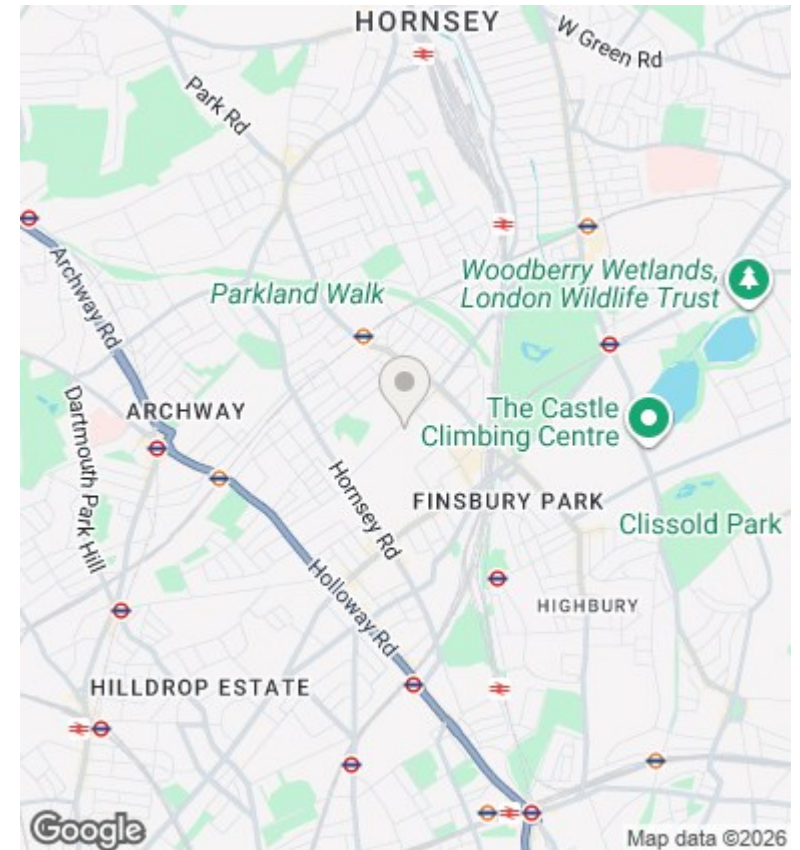 HORNSEY
W Green Rd
Park Rd
Archway Rd
Parkland Walk
Woodberry Wetlands,
London Wildlife Trust
ARCHWAY
Dartmouth Park Hill
The Castle
Climbing Centre
Hornsey Rd
FINSBURY PARK
Clissold Park
Holloway Rd
HIGHBURY
HILLDROP ESTATE
Google
Map data ©2026